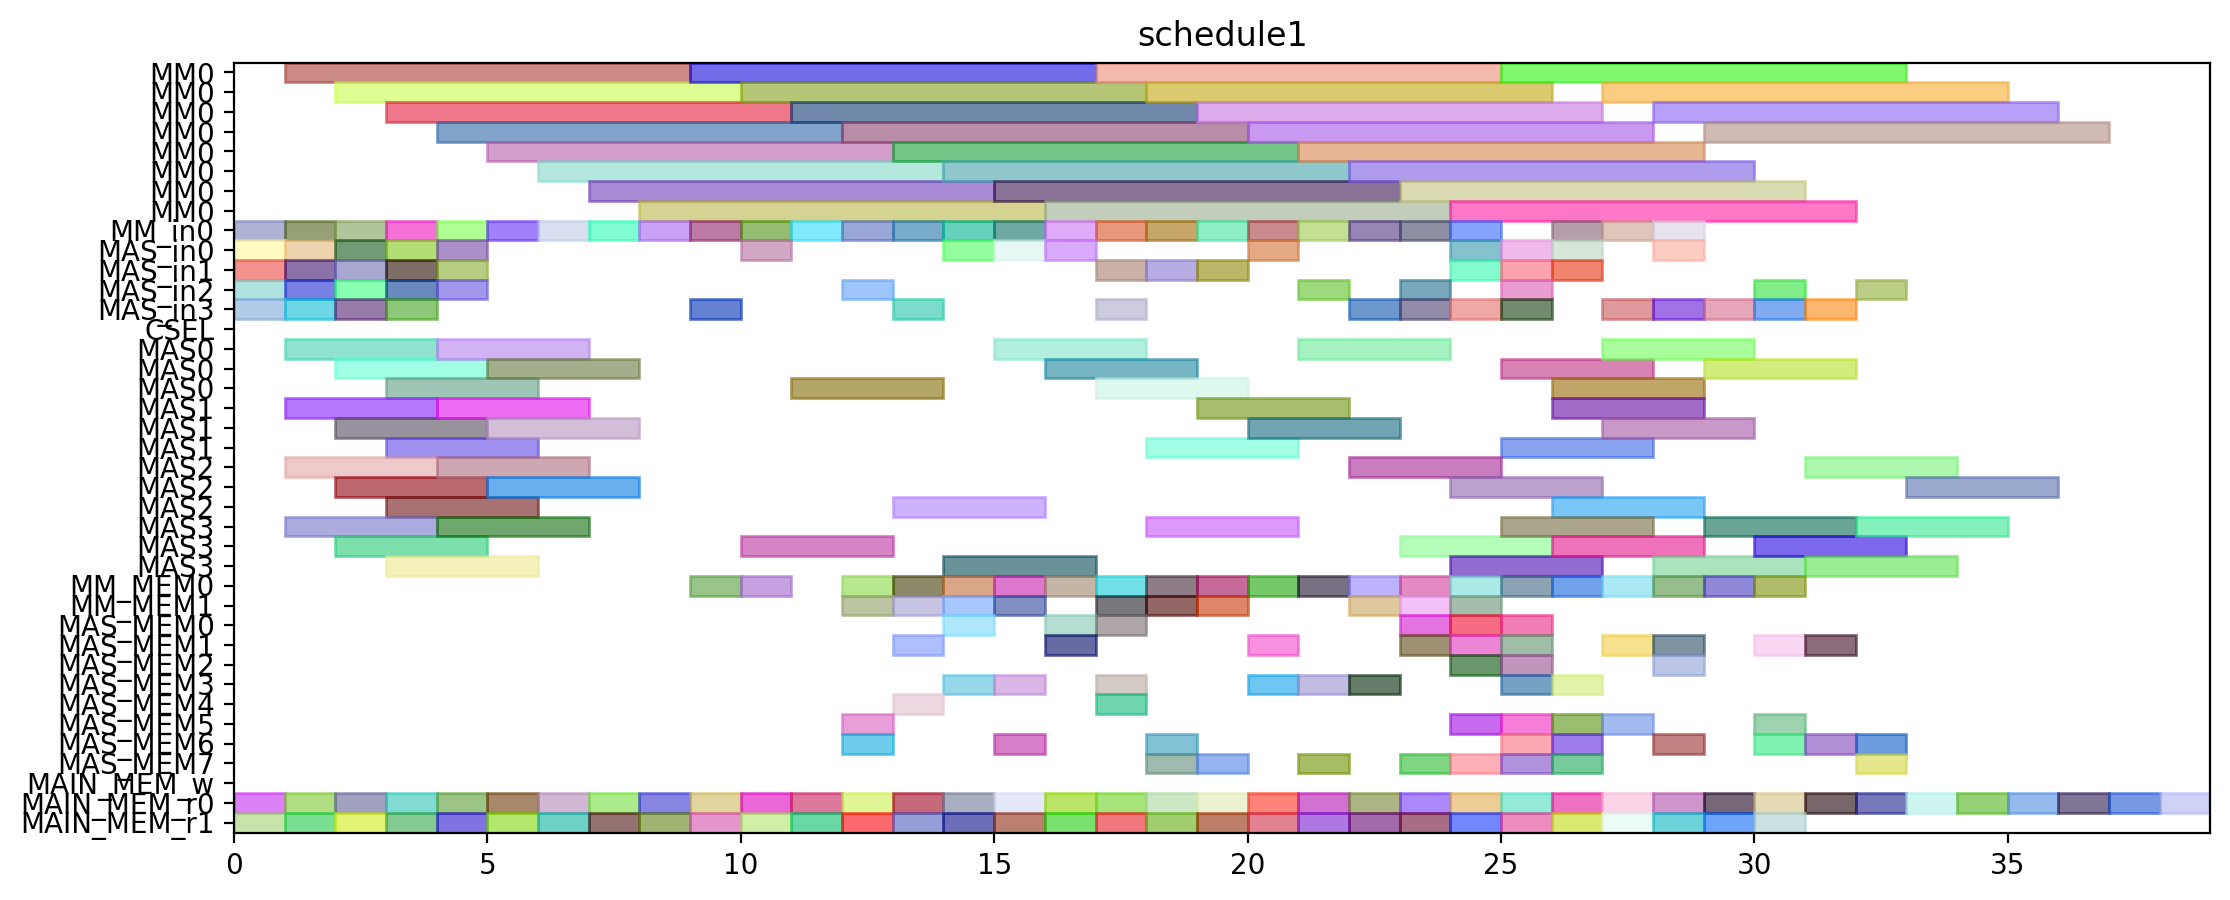 schedule1
MM0
MM0
MM0
MM0
MM0
MM0
MM0
MM0
MM_in0
MAS_in0
MAS_in1
MAS_in2
MAS_in3
CSEL
MAS0
MAS0
MAS0
MAS1
MAS1
MAS1
MAS2
MAS2
MAS2
MAS3
MAS3
MAS3
MM_MEM0
MM_MEM1
MAS_MEM0
MAS_MEM1
MAS_MEM2
MAS_MEM3
MAS_MEM4
MAS_MEM5
MAS_MEM6
MAS_MEM7
MAIN_MEM_w
MAIN_MEM_r0
MAIN_MEM_r1
0 5 10 15 20 25 30 35